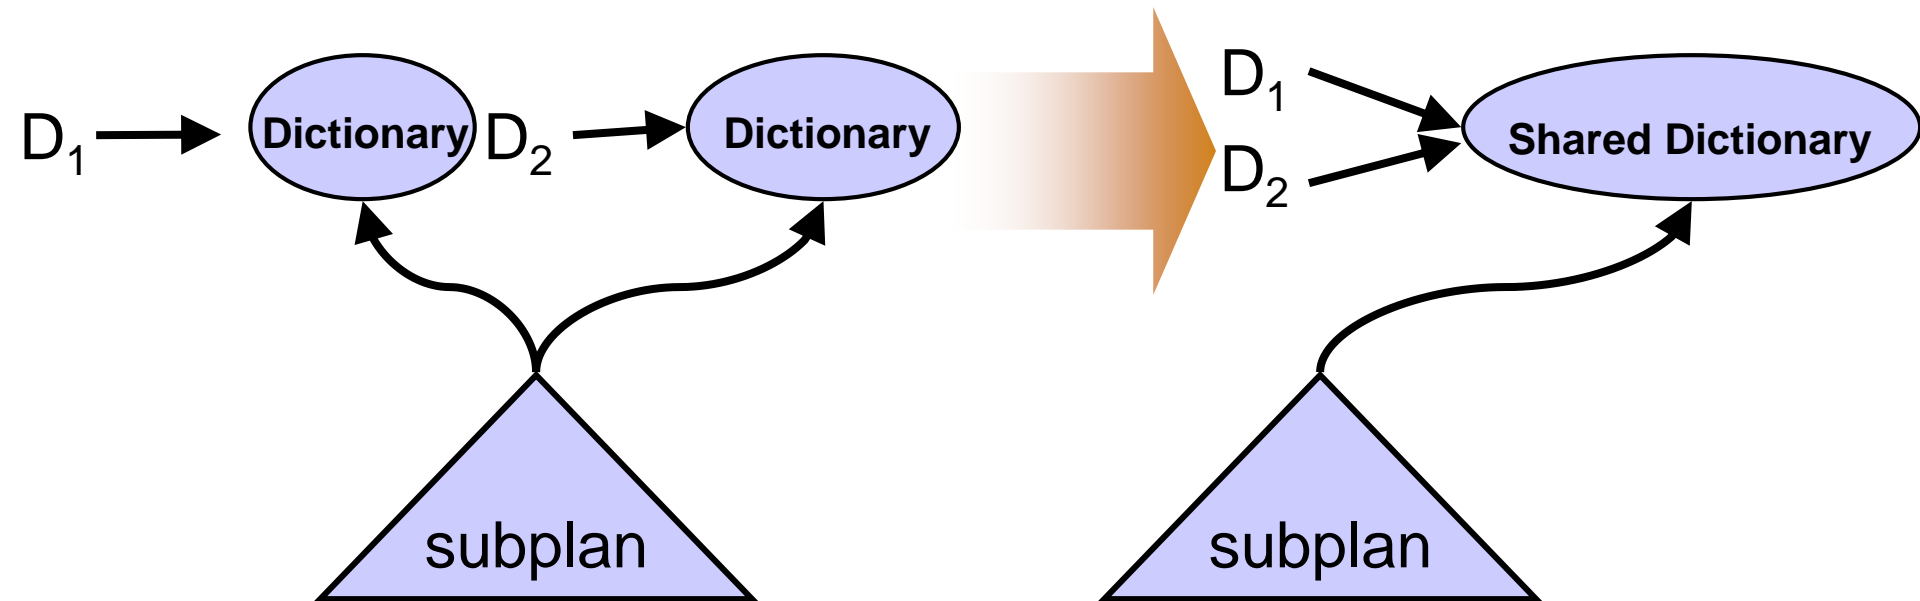 D₁
Dictionary
D₂
Dictionary
D₁
D₂
Shared Dictionary
subplan
subplan